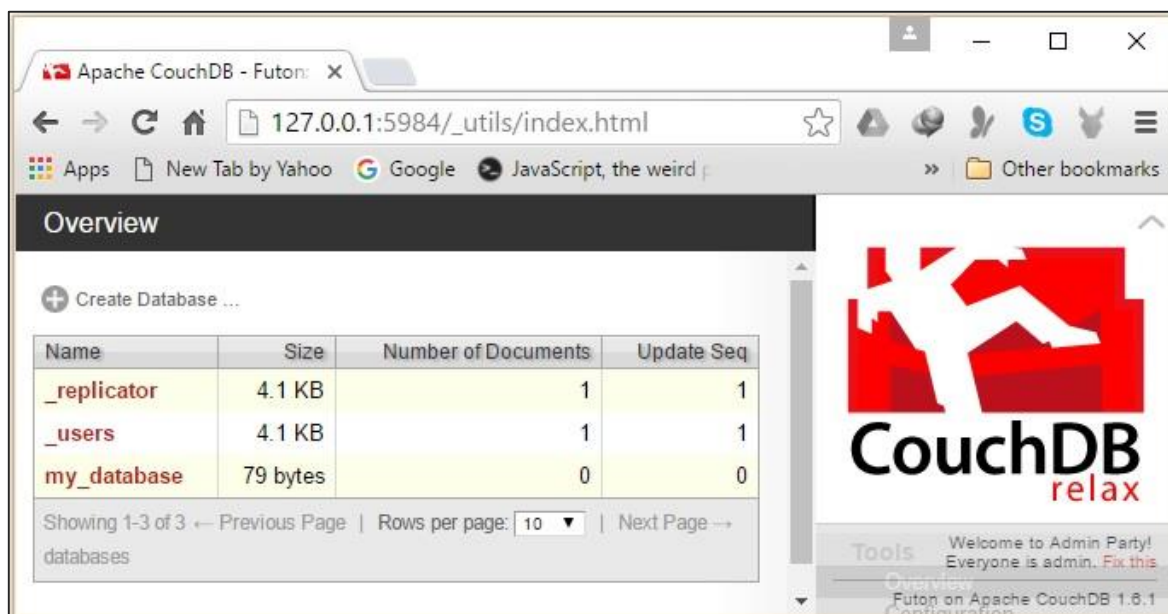 Apache CouchDB - Futon:
127.0.0.1:5984/_utils/index.html
Apps New Tab by Yahoo Google JavaScript, the weird » Other bookmarks
Overview
Create Database ...
Name Size Number of Documents Update Seq
_replicator 4.1 KB 1 1
_users 4.1 KB 1 1
my_database 79 bytes 0 0
Showing 1-3 of 3 ← Previous Page | Rows per page: 10 | Next Page →
databases
CouchDB
relax
Tools
Welcome to Admin Party!
Everyone is admin. Fix this
Overview
Futon on Apache CouchDB 1.6.1
Configuration